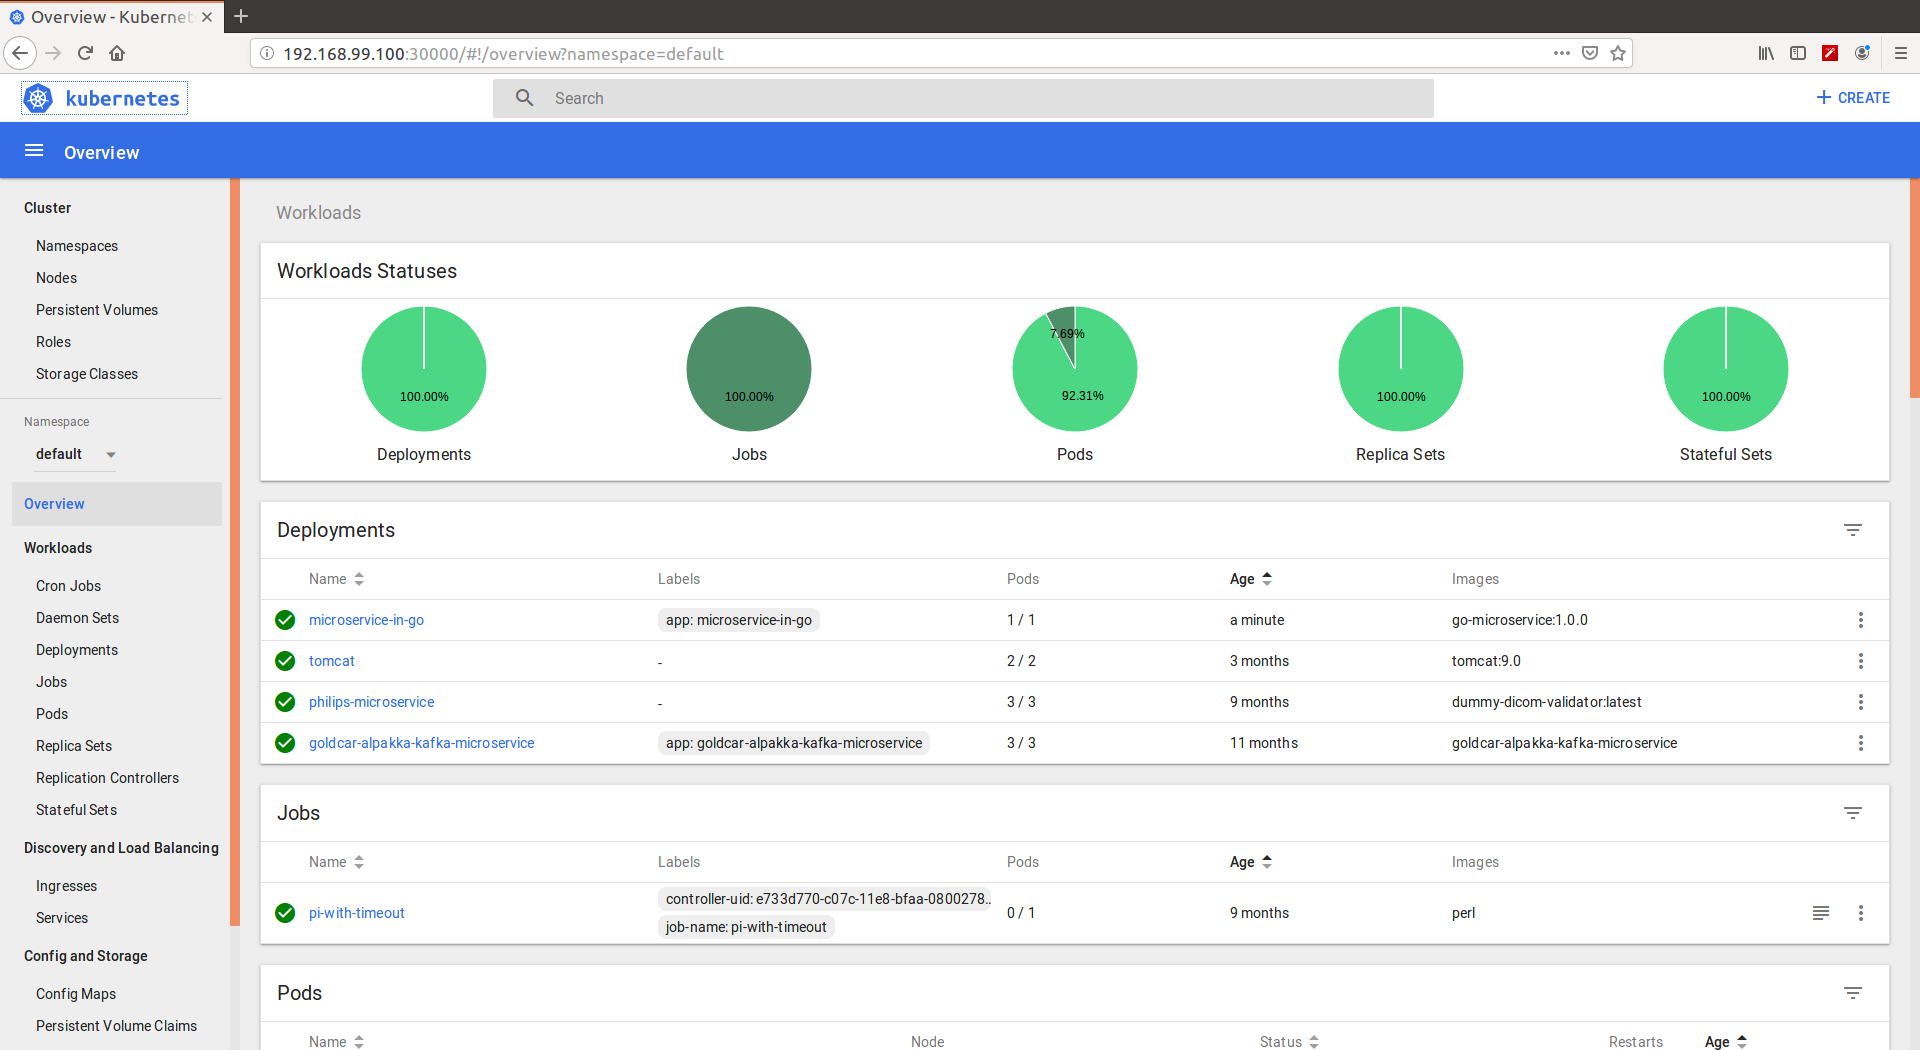 Overview - Kubernet
192.168.99.100:30000/#!/overview?namespace=default
kubernetes
Search
CREATE
Overview
Cluster
Namespaces
Nodes
Persistent Volumes
Roles
Storage Classes
Namespace
default
Overview
Workloads
Cron Jobs
Daemon Sets
Deployments
Jobs
Pods
Replica Sets
Replication Controllers
Stateful Sets
Discovery and Load Balancing
Ingresses
Services
Config and Storage
Config Maps
Persistent Volume Claims
Workloads
Workloads Statuses
100.00% 100.00% 7.69% 92.31% 100.00% 100.00%
Deployments Jobs Pods Replica Sets Stateful Sets
Deployments
Name Labels Pods Age Images
microservice-in-go app: microservice-in-go 1 / 1 a minute go-microservice:1.0.0
tomcat - 2 / 2 3 months tomcat:9.0
philips-microservice - 3 / 3 9 months dummy-dicom-validator:latest
goldcar-alpakka-kafka-microservice app: goldcar-alpakka-kafka-microservice 3 / 3 11 months goldcar-alpakka-kafka-microservice
Jobs
Name Labels Pods Age Images
pi-with-timeout controller-uid: e733d770-c07c-11e8-bfaa-0800278.. 0 / 1 9 months perl
job-name: pi-with-timeout
Pods
Name Node Status Restarts Age